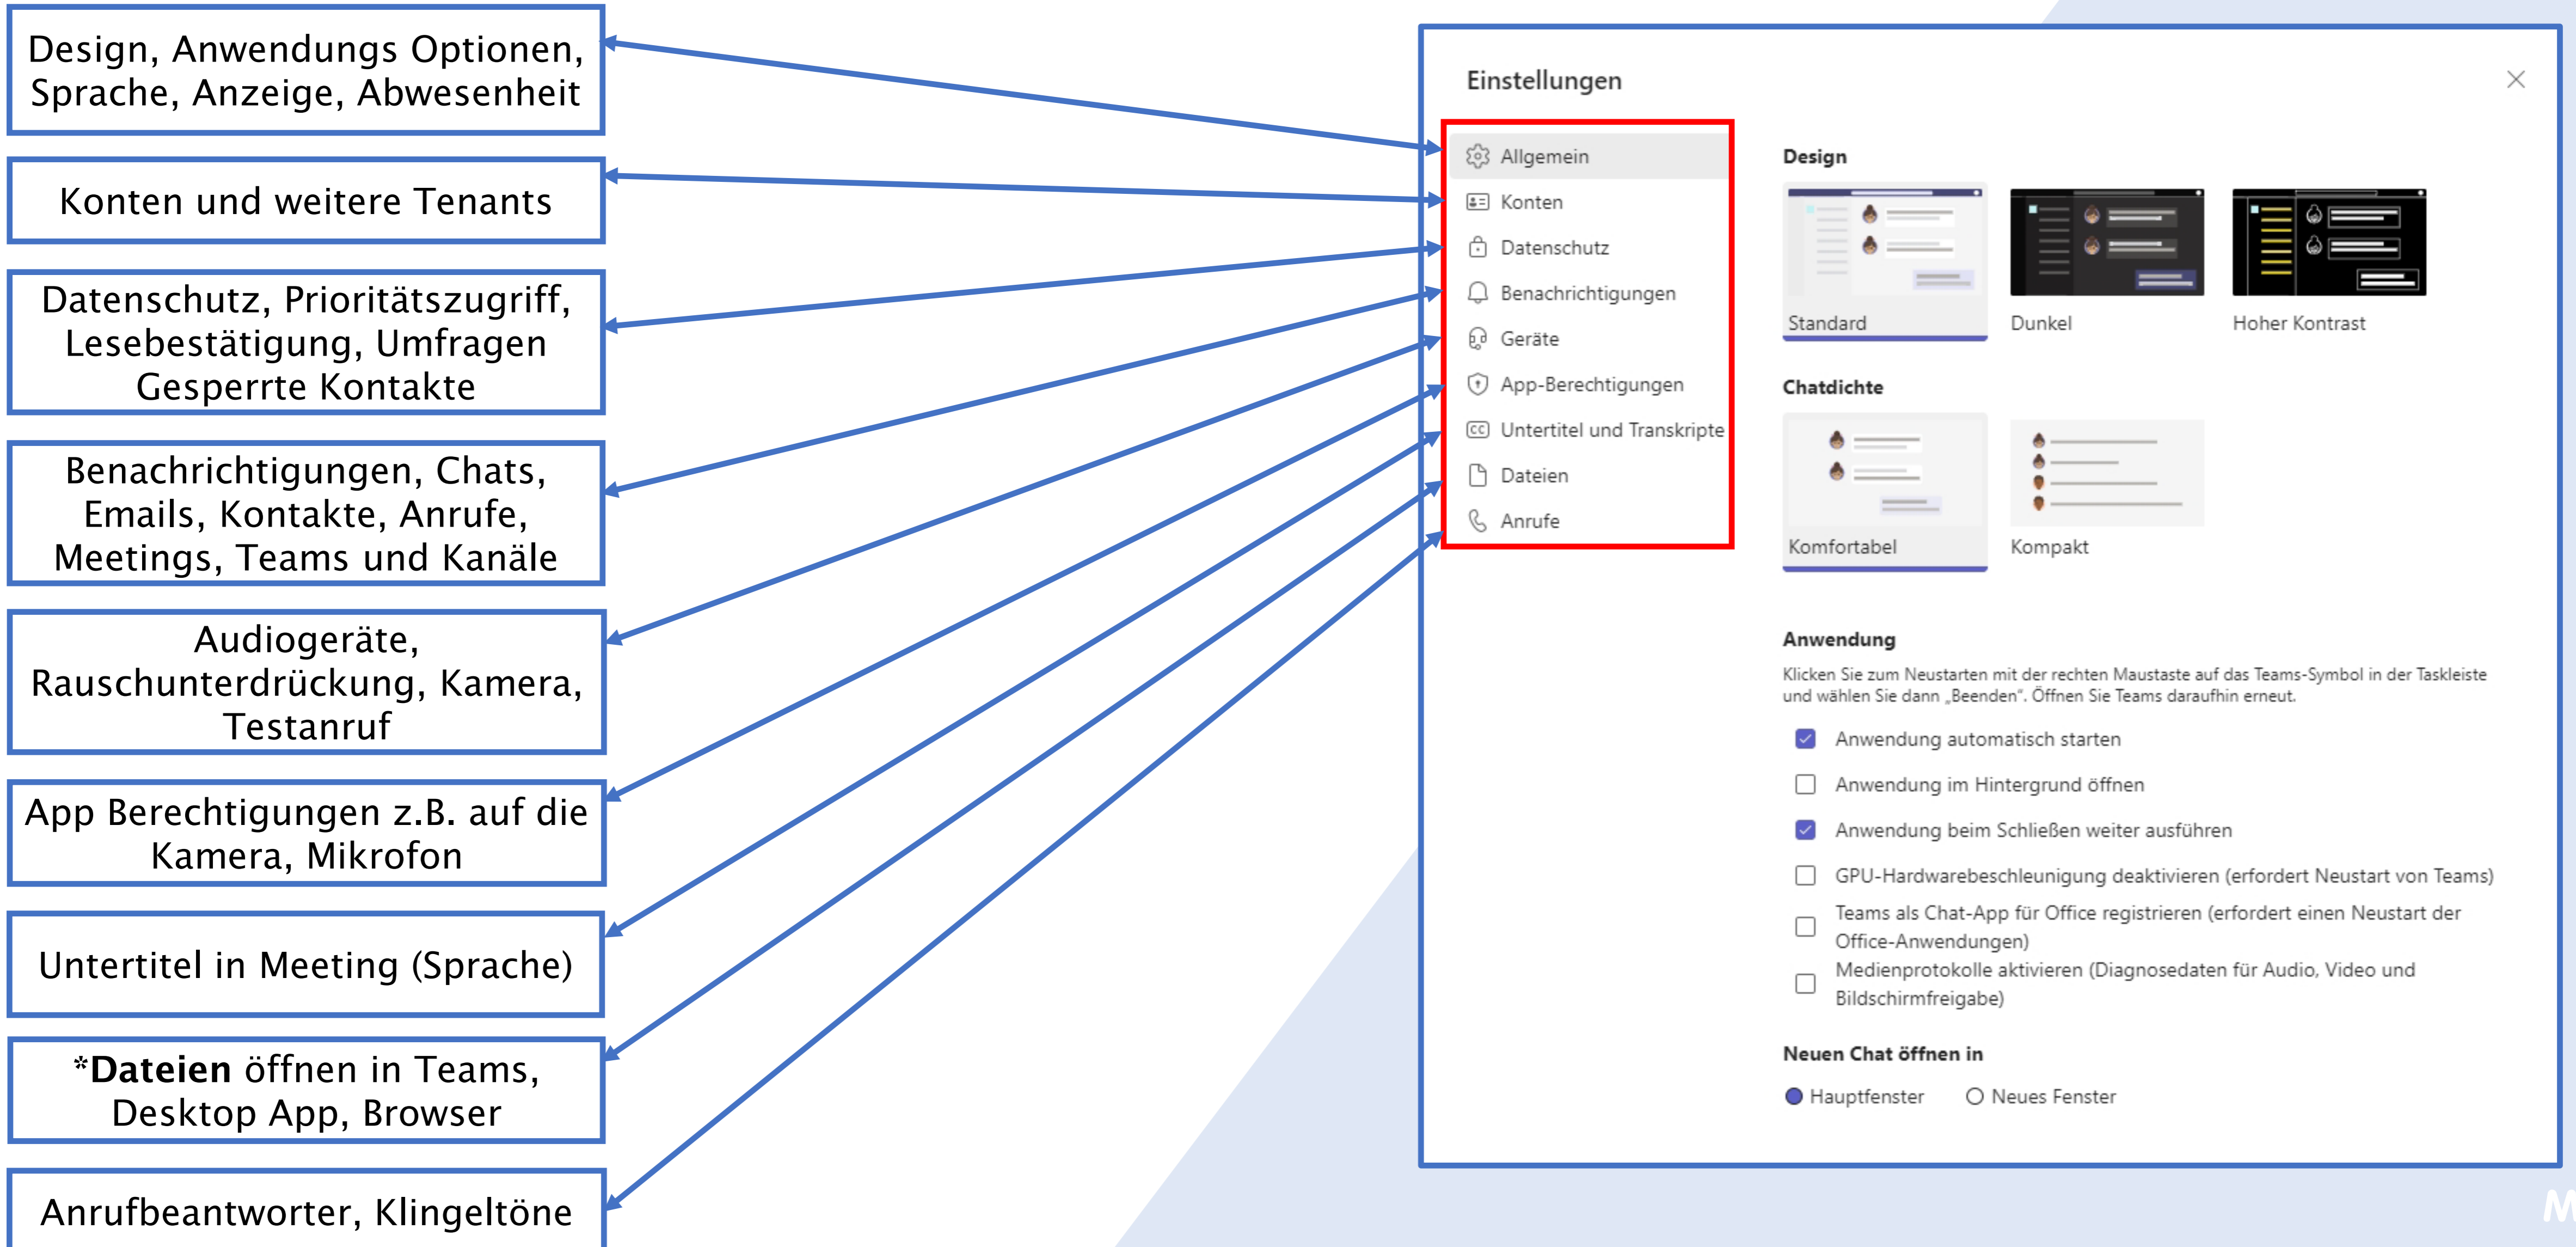 Design, Anwendungs Optionen,
Sprache, Anzeige, Abwesenheit
Konten und weitere Tenants
Datenschutz, Prioritätszugriff,
Lesebestätigung, Umfragen
Gesperrte Kontakte
Benachrichtigungen, Chats,
Emails, Kontakte, Anrufe,
Meetings, Teams und Kanäle
Audiogeräte,
Rauschunterdrückung, Kamera,
Testanruf
App Berechtigungen z.B. auf die
Kamera, Mikrofon
Untertitel in Meeting (Sprache)
*Dateien öffnen in Teams,
Desktop App, Browser
Anrufbeantworter, Klingeltöne
Einstellungen
Allgemein
Konten
Datenschutz
Benachrichtigungen
Geräte
App-Berechtigungen
CC Untertitel und Transkripte
Dateien
Anrufe
Design
Standard
Dunkel
Hoher Kontrast
Chatdichte
Komfortabel
Kompakt
Anwendung
Klicken Sie zum Neustarten mit der rechten Maustaste auf das Teams-Symbol in der Taskleiste
und wählen Sie dann „Beenden“. Öffnen Sie Teams daraufhin erneut.
Anwendung automatisch starten
Anwendung im Hintergrund öffnen
Anwendung beim Schließen weiter ausführen
GPU-Hardwarebeschleunigung deaktivieren (erfordert Neustart von Teams)
Teams als Chat-App für Office registrieren (erfordert einen Neustart der
Office-Anwendungen)
Medienprotokolle aktivieren (Diagnosedaten für Audio, Video und
Bildschirmfreigabe)
Neuen Chat öffnen in
Hauptfenster
Neues Fenster